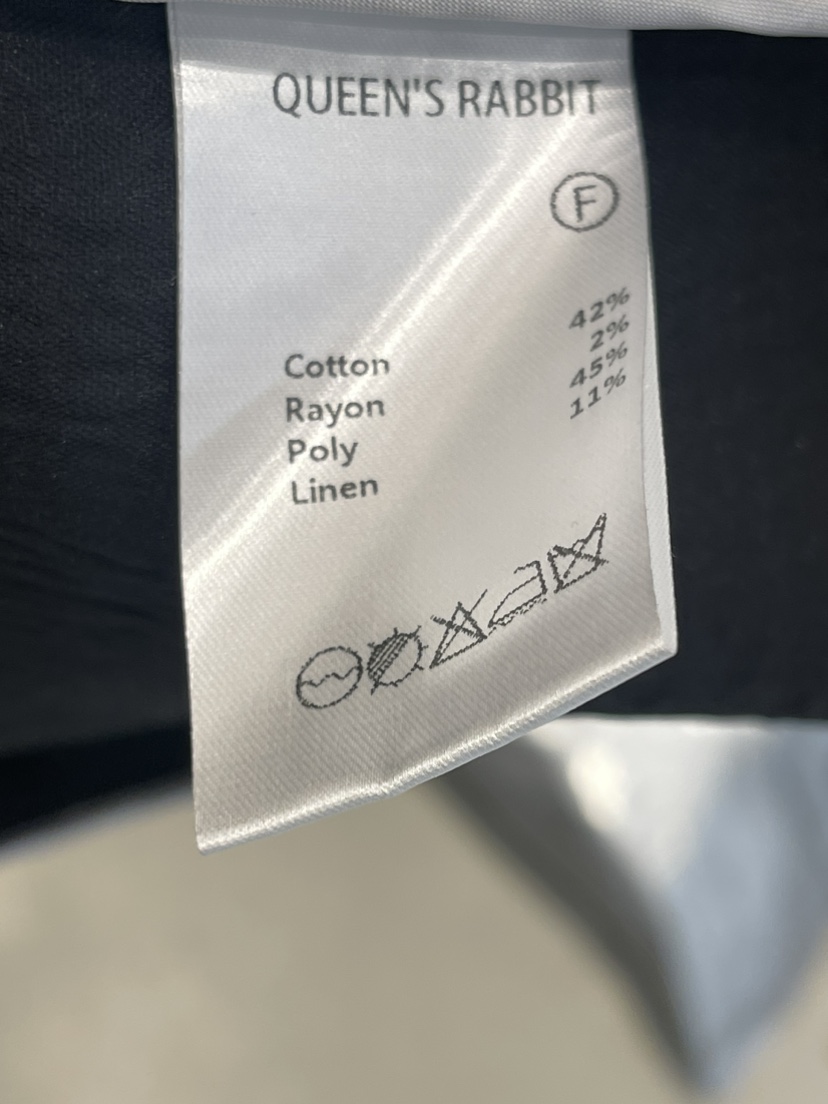 QUEEN'S RABBIT
F
Cotton 42%
Rayon 2%
Poly 45%
Linen 11%